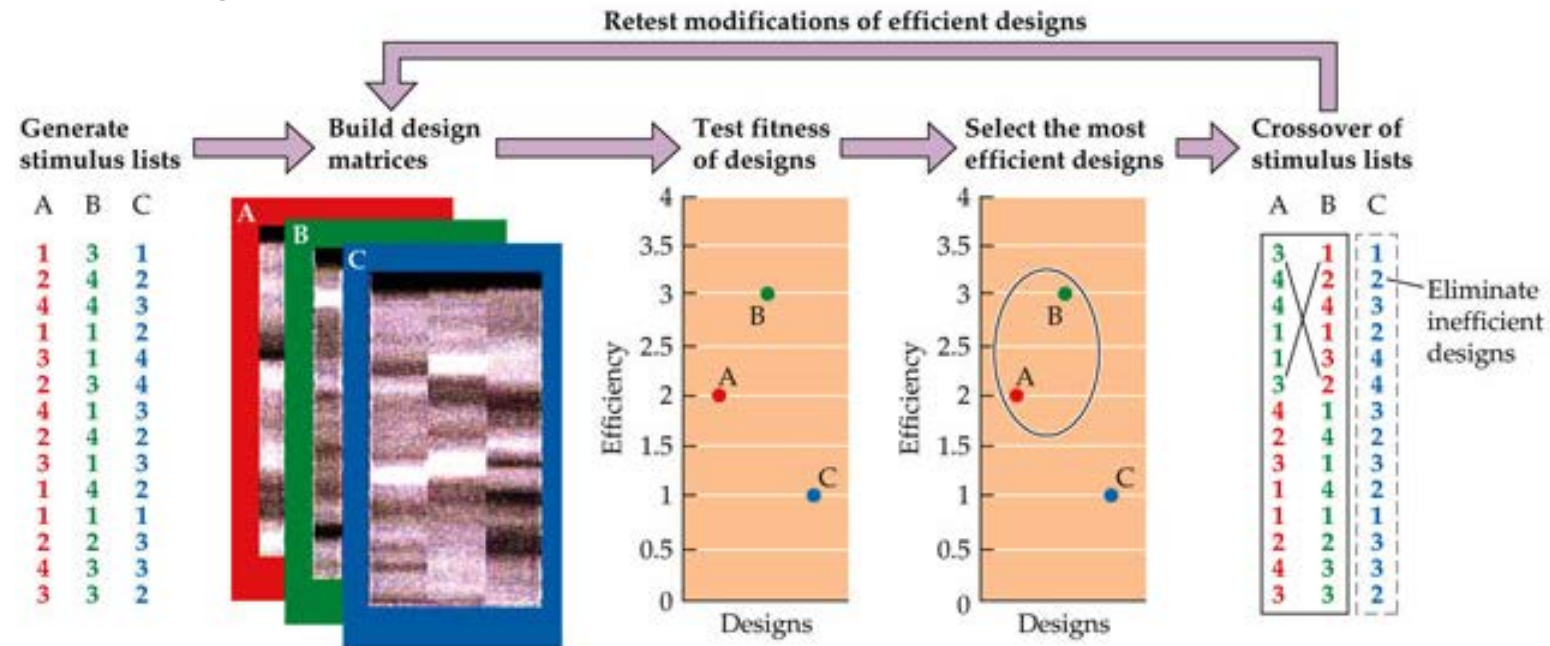 Retest modifications of efficient designs
Generate
stimulus lists
Build design
matrices
Test fitness
of designs
Select the most
efficient designs
Crossover of
stimulus lists
A B C
1 3 1
2 4 2
4 4 3
1 1 2
3 1 4
2 3 4
4 1 3
2 4 2
3 1 3
1 4 2
1 1 1
2 2 3
4 3 3
3 3 2
A
B
C
Efficiency
4
3.5
3
2.5
2
1.5
1
0.5
0
B
A
C
Designs
Efficiency
4
3.5
3
2.5
2
1.5
1
0.5
0
B
A
C
Designs
A B C
3 1 1
4 2 2
4 4 3
1 1 2
1 3 4
3 2 4
4 1 3
2 4 2
3 1 3
1 4 2
1 1 1
2 2 3
4 3 3
3 3 2
Eliminate
inefficient
designs